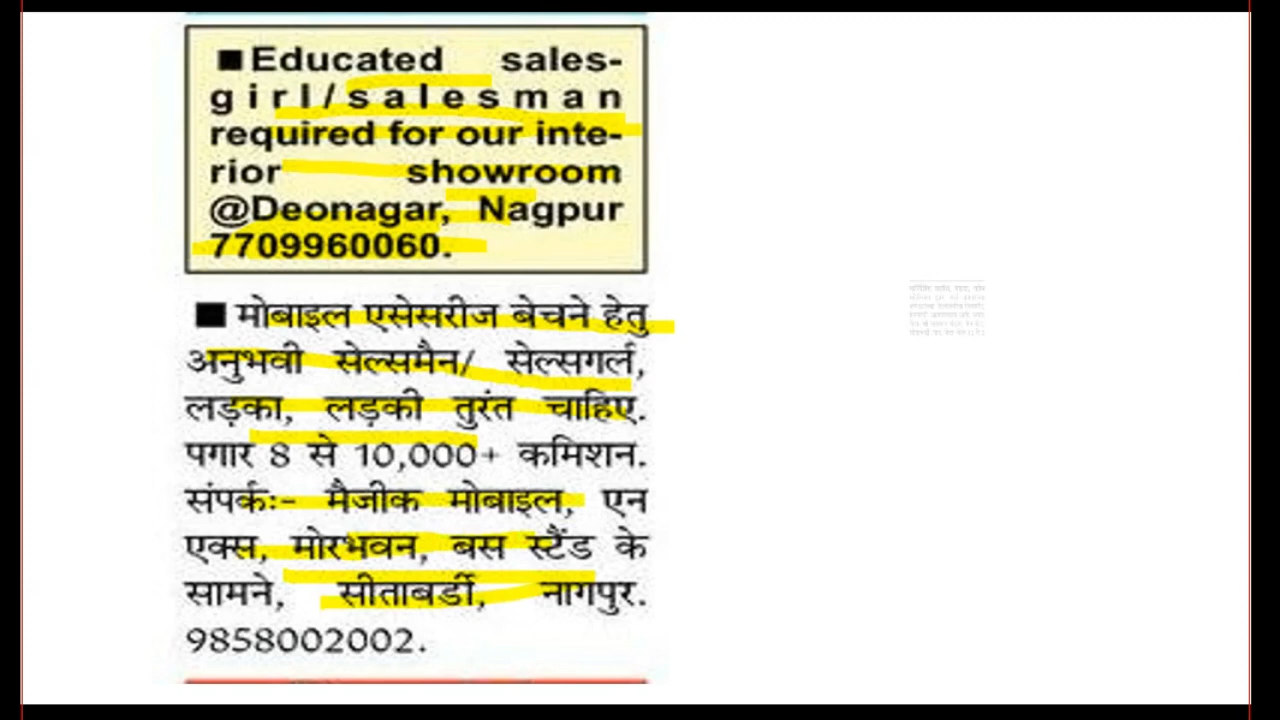 ■ Educated sales-
girl/salesman
required for our inte-
rior showroom
@Deonagar, Nagpur
7709960060.
■ मोबाइल एसेसरीज बेचने हेतु
अनुभवी सेल्समैन/ सेल्सगर्ल,
लड़का, लड़की तुरंत चाहिए.
पगार 8 से 10,000+ कमिशन.
संपर्कः- मैजीक मोबाइल, एन
एक्स, मोरभवन, बस स्टैंड के
सामने, सीताबर्डी, नागपुर.
9858002002.